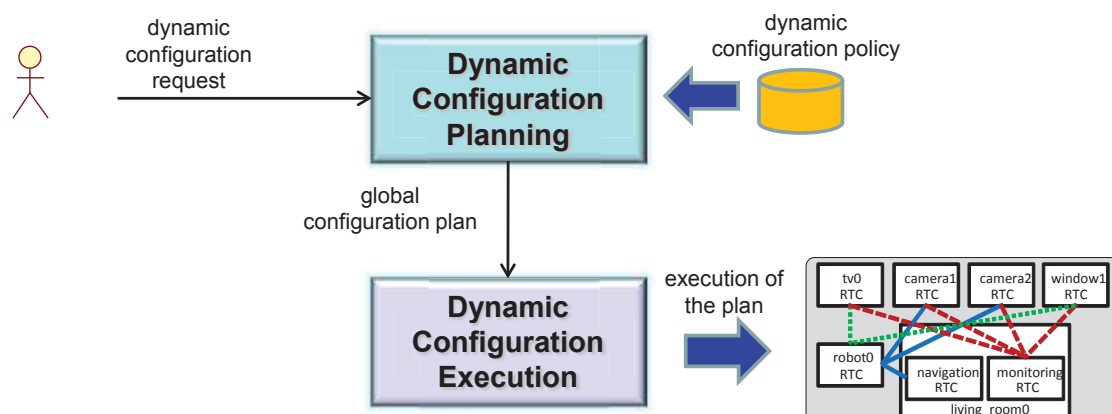 dynamic
configuration
request
Dynamic
Configuration
Planning
dynamic
configuration policy
global
configuration plan
Dynamic
Configuration
Execution
execution of
the plan
tv0
RTC
camera1
RTC
camera2
RTC
window1
RTC
robot0
RTC
navigation
RTC
monitoring
RTC
living_room0